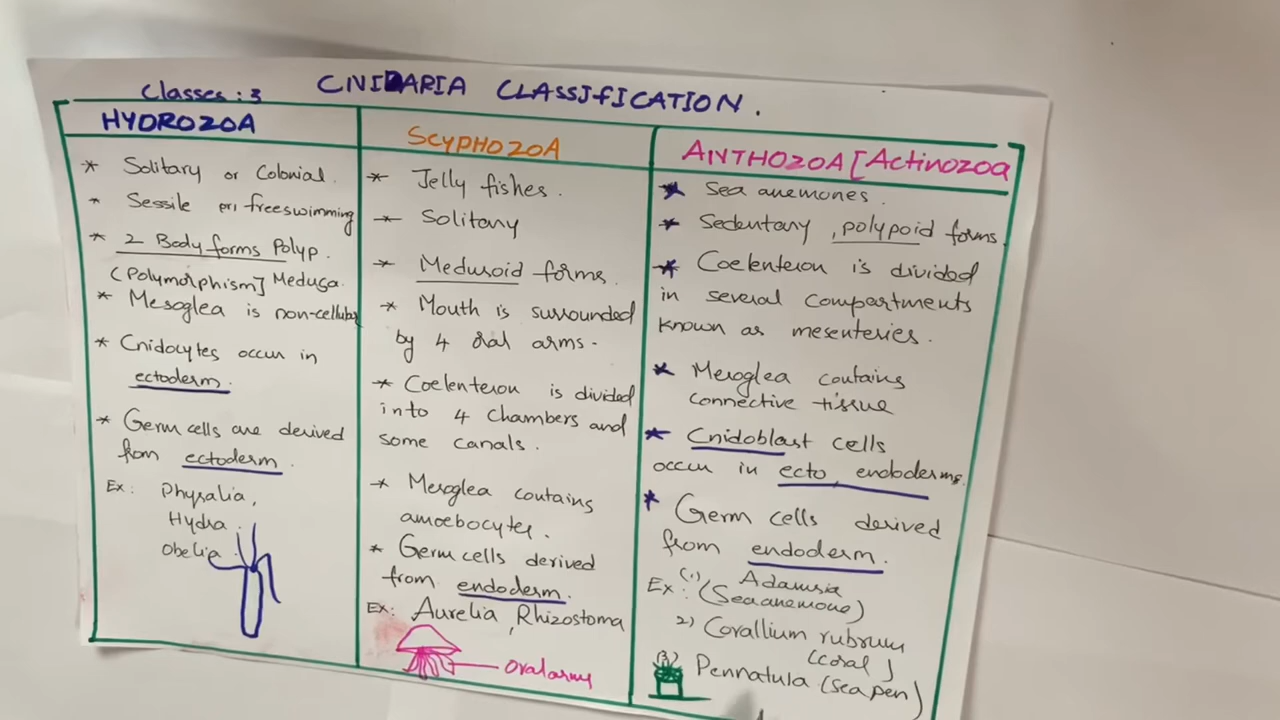 Classes: 3
CNIDARIA CLASSIFICATION.
HYDROZOA
* Solitary or Colonial.
* Sessile or freeswimming
* 2 Body forms Polyp.
(Polymorphism] Medusa.
* Mesoglea is non-cellular
* Cnidocytes occur in
ectoderm.
* Germ cells are derived
from ectoderm.
Ex: Physalia,
Hydra.
Obelia.
SCYPHOZOA
* Jelly fishes.
* Solitary
* Medusoid forms.
* Mouth is surrounded
by 4 oral arms.
* Coelenteron is divided
into 4 chambers and
some canals.
* Mesoglea contains
amoebocytes.
* Germ cells derived
from endoderm.
Ex: Aurelia, Rhizostoma
Oralarms
ANTHOZOA [Actinozoa
* Sea anemones.
* Sedentary, polypoid forms.
* Coelenteron is divided
in several compartments
known as mesenteries.
* Mesoglea contains
connective tissue
* Cnidoblast cells
occur in ecto, endoderms.
* Germ cells derived
from endoderm.
Ex: (1) Adamsia
(Seaanemone)
2) Corallium rubrum
(coral)
(3) Pennatula (Sea pen)